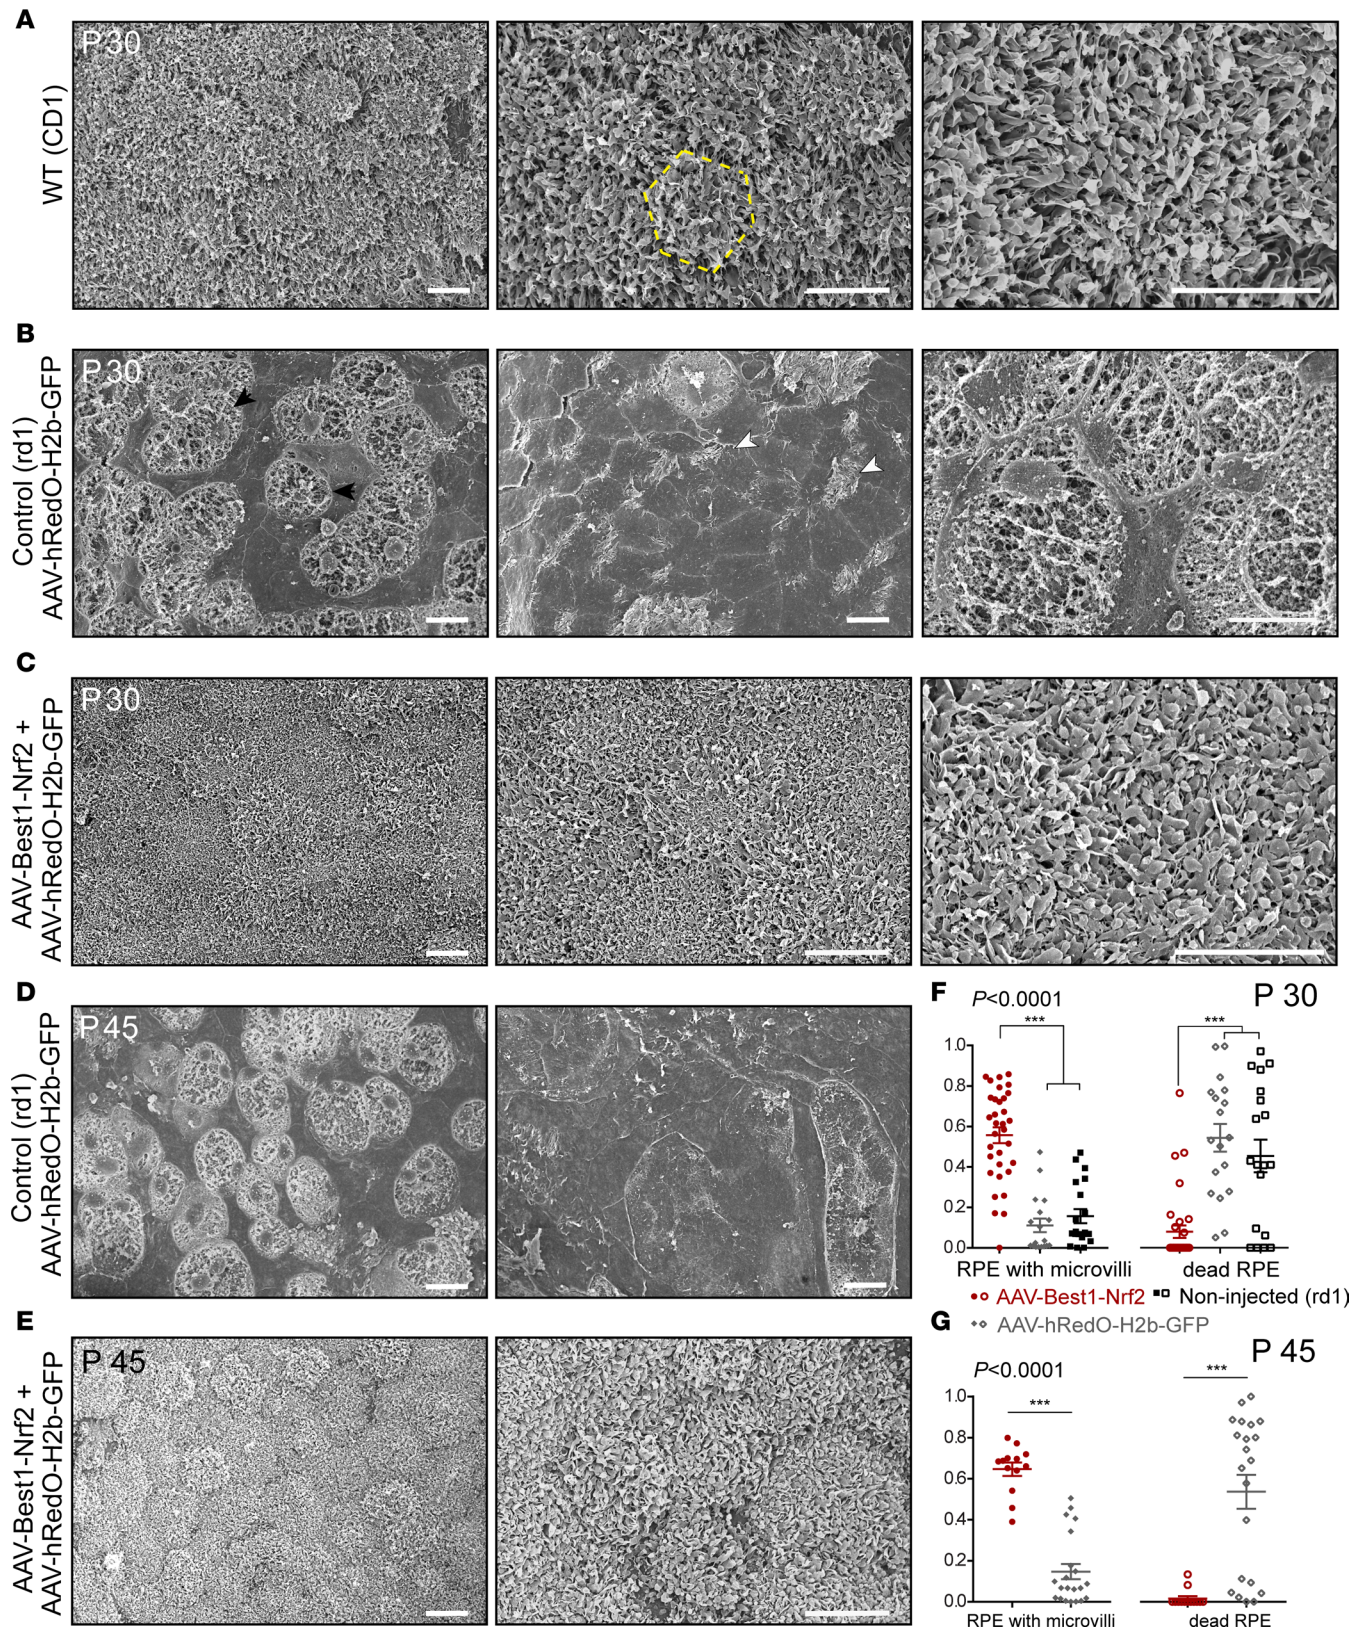 A
P 30
WT (CD1)
B
P 30
Control (rd1)
AAV-hRedO-H2b-GFP
C
P 30
AAV-Best1-Nrf2 +
AAV-hRedO-H2b-GFP
D
P 45
Control (rd1)
AAV-hRedO-H2b-GFP
E
P 45
AAV-Best1-Nrf2 +
AAV-hRedO-H2b-GFP
F
P<0.0001
P 30
***
***
1.0
0.8
0.6
0.4
0.2
0.0
RPE with microvilli
dead RPE
AAV-Best1-Nrf2
Non-injected (rd1)
AAV-hRedO-H2b-GFP
G
P<0.0001
P 45
***
***
1.0
0.8
0.6
0.4
0.2
0.0
RPE with microvilli
dead RPE